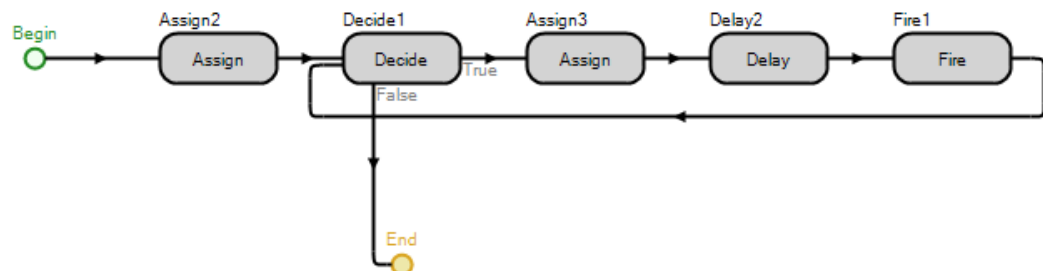 Begin
Assign2
Assign
Decide1
Decide
True
False
Assign3
Assign
Delay2
Delay
Fire1
Fire
End